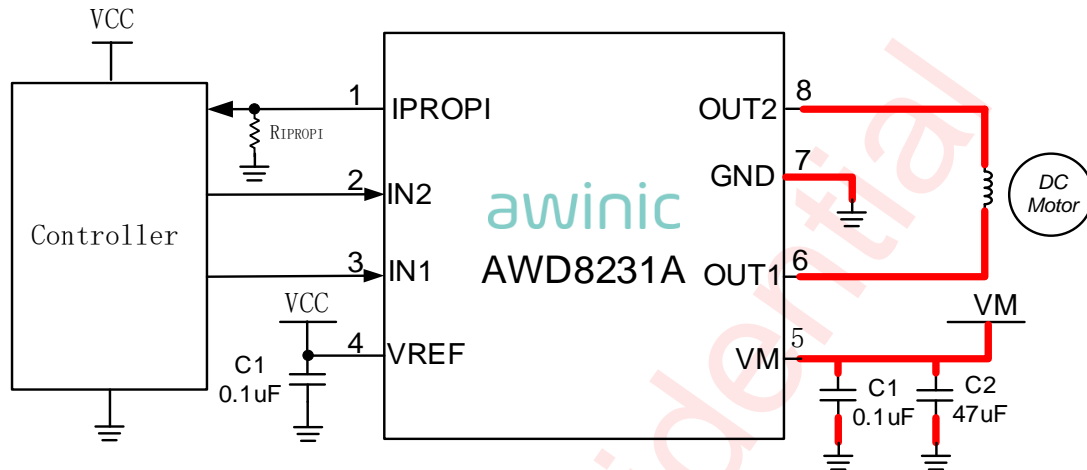 VCC
Controller
RIPROPI
1
IPROPI
2
IN2
3
IN1
VCC
4
VREF
C1
0.1uF
awinic
AWD8231A
8
OUT2
7
GND
6
OUT1
5
VM
DC
Motor
VM
C1
0.1uF
C2
47uF